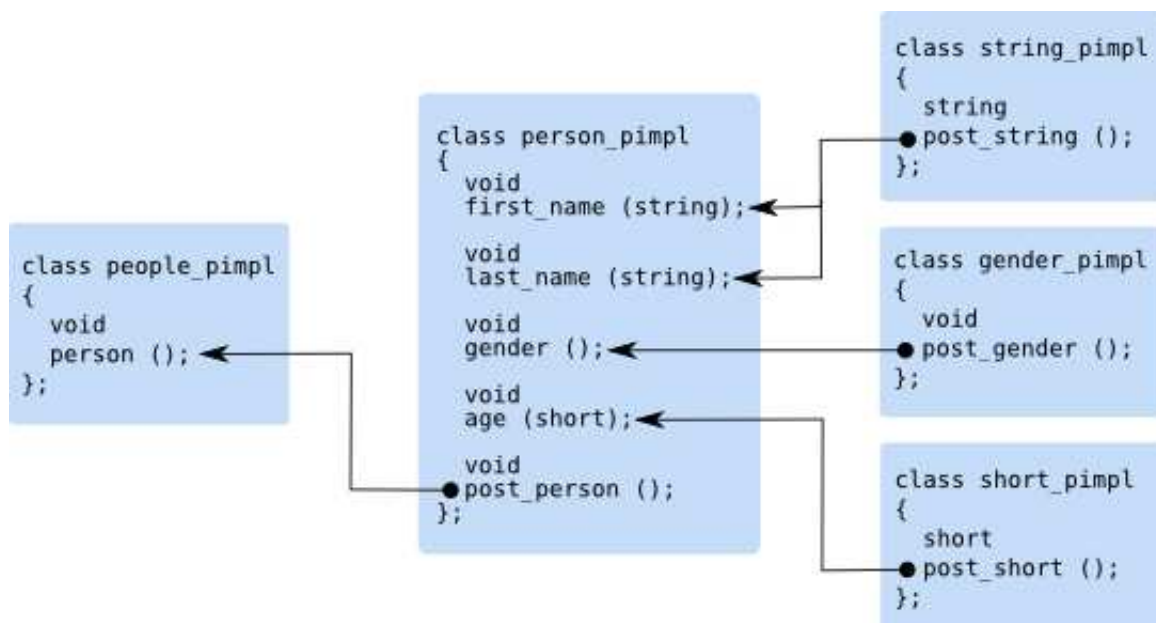 class people_pimpl
{
void
person ();
};
class person_pimpl
{
void
first_name (string);
void
last_name (string);
void
gender ();
void
age (short);
void
post_person ();
};
class string_pimpl
{
string
post_string ();
};
class gender_pimpl
{
void
post_gender ();
};
class short_pimpl
{
short
post_short ();
};